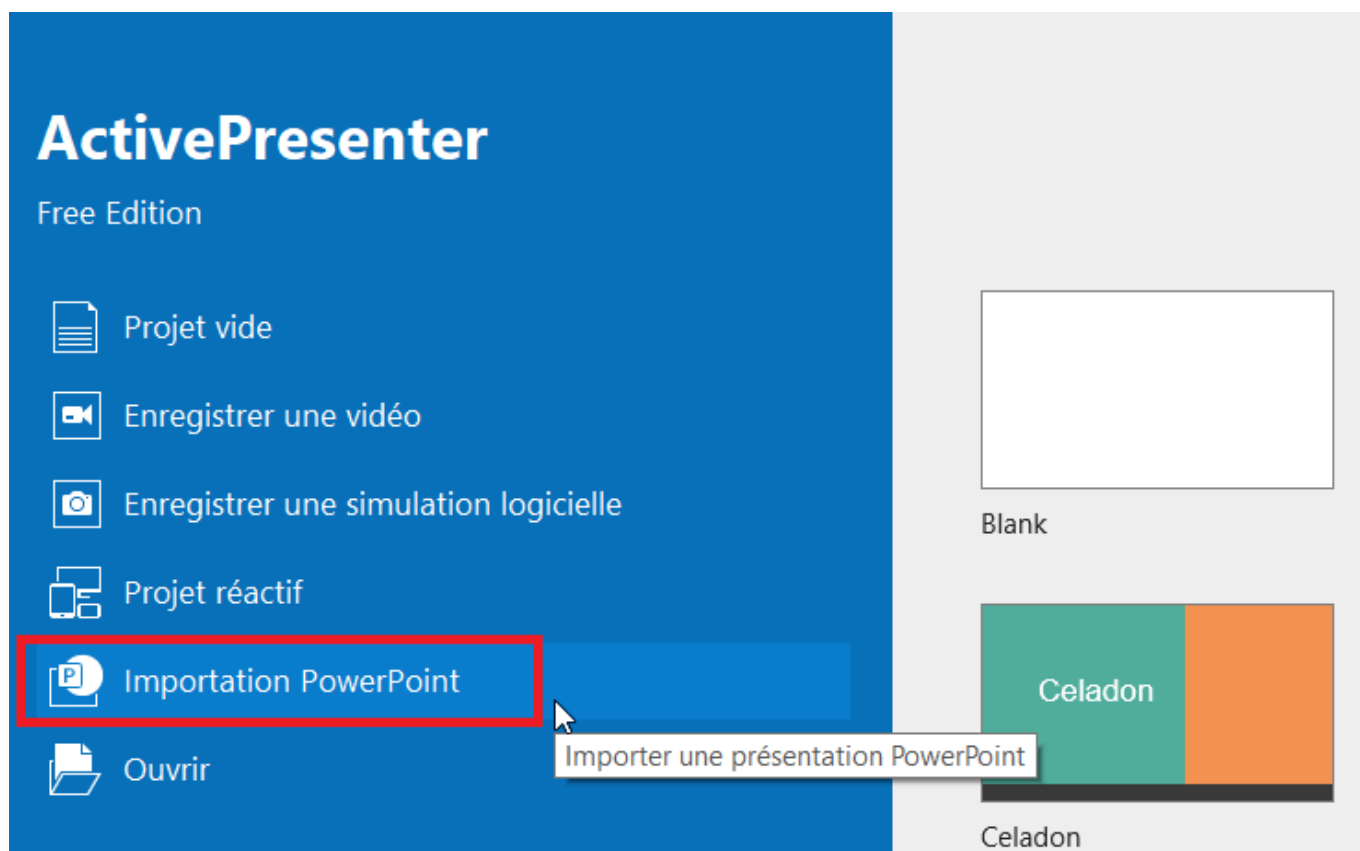 ActivePresenter
Free Edition
Projet vide
Enregistrer une vidéo
Enregistrer une simulation logicielle
Projet réactif
P
Importation PowerPoint
Importer une présentation PowerPoint
Ouvrir
Blank
Celadon
Celadon